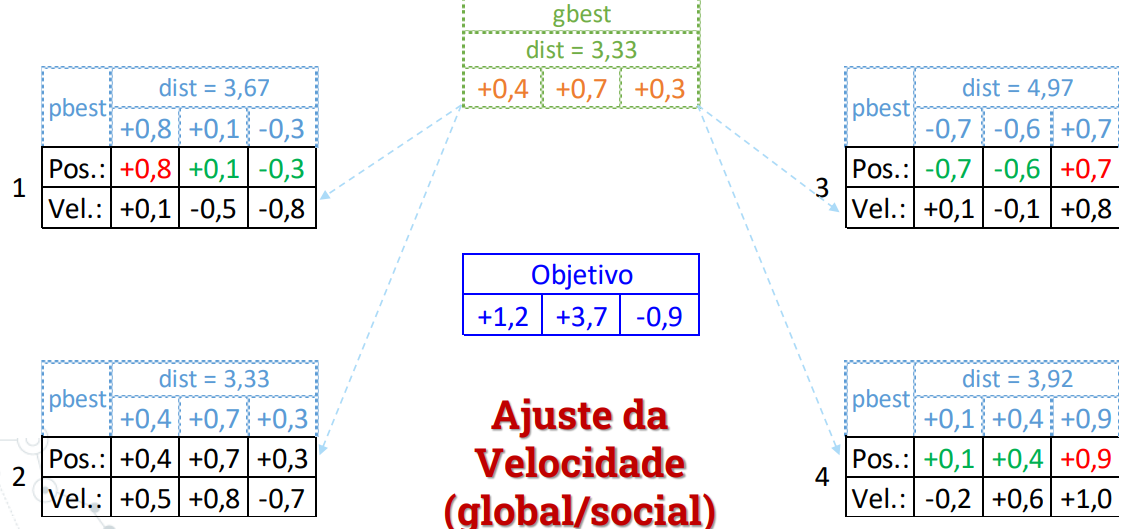 gbest
dist = 3,33
+0,4 +0,7 +0,3
pbest dist = 3,67
+0,8 +0,1 -0,3
1 Pos.: +0,8 +0,1 -0,3
Vel.: +0,1 -0,5 -0,8
pbest dist = 4,97
-0,7 -0,6 +0,7
3 Pos.: -0,7 -0,6 +0,7
Vel.: +0,1 -0,1 +0,8
Objetivo
+1,2 +3,7 -0,9
pbest dist = 3,33
+0,4 +0,7 +0,3
2 Pos.: +0,4 +0,7 +0,3
Vel.: +0,5 +0,8 -0,7
Ajuste da
Velocidade
(global/social)
pbest dist = 3,92
+0,1 +0,4 +0,9
4 Pos.: +0,1 +0,4 +0,9
Vel.: -0,2 +0,6 +1,0